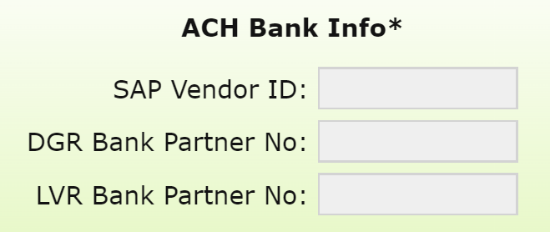 ACH Bank Info*
SAP Vendor ID:
DGR Bank Partner No:
LVR Bank Partner No: